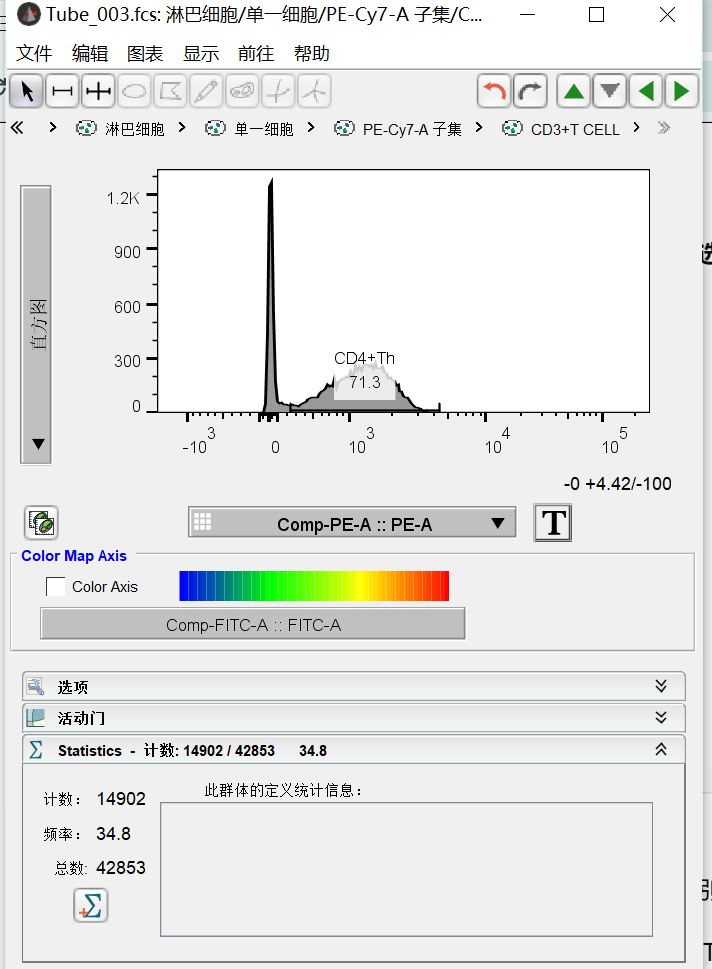 Tube_003.fcs: 淋巴细胞/单一细胞/PE-Cy7-A 子集/C...
文件 编辑 图表 显示 前往 帮助
淋巴细胞 单一细胞 PE-Cy7-A 子集 CD3+T CELL
直方图
1.2K
900
600
300
0
CD4+Th
71.3
-10^3 0 10^3 10^4 10^5
-0 +4.42/-100
Comp-PE-A :: PE-A
T
Color Map Axis
Color Axis
Comp-FITC-A :: FITC-A
选项
活动门
Statistics - 计数: 14902 / 42853 34.8
计数： 14902
此群体的定义统计信息：
频率： 34.8
总数: 42853